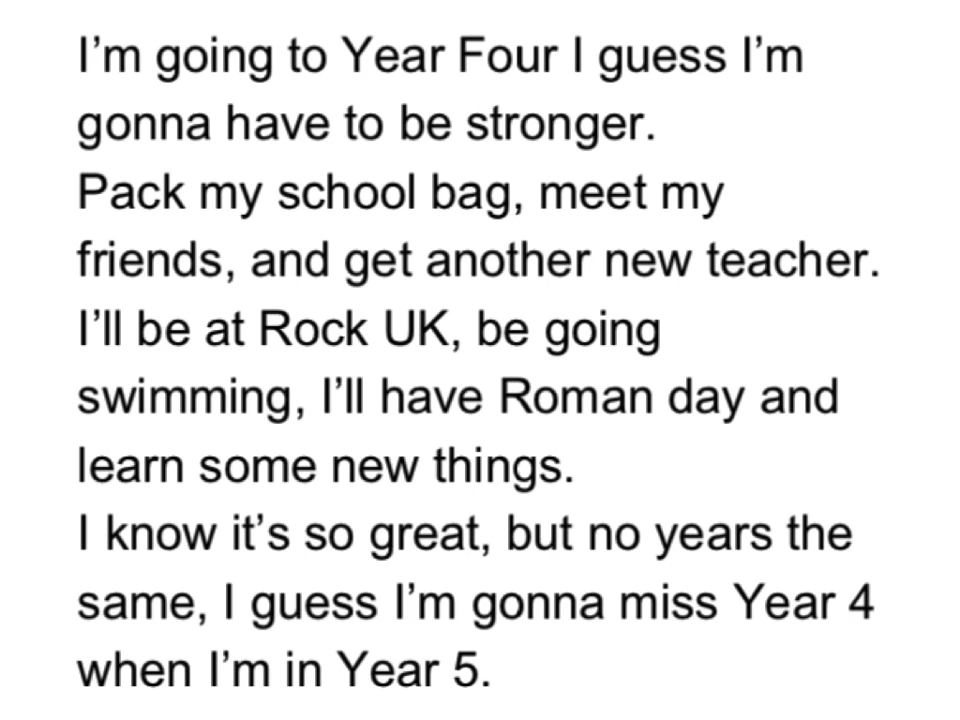 I’m going to Year Four I guess I’m
gonna have to be stronger.
Pack my school bag, meet my
friends, and get another new teacher.
I’ll be at Rock UK, be going
swimming, I’ll have Roman day and
learn some new things.
I know it’s so great, but no years the
same, I guess I’m gonna miss Year 4
when I’m in Year 5.